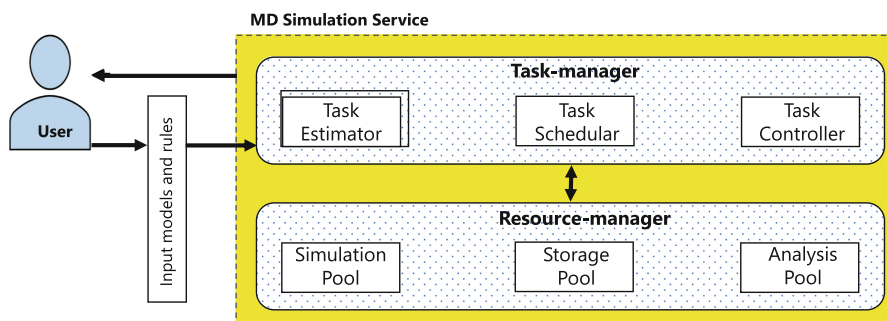 MD Simulation Service
User
Input models and rules
Task-manager
Task
Estimator
Task
Schedular
Task
Controller
Resource-manager
Simulation
Pool
Storage
Pool
Analysis
Pool